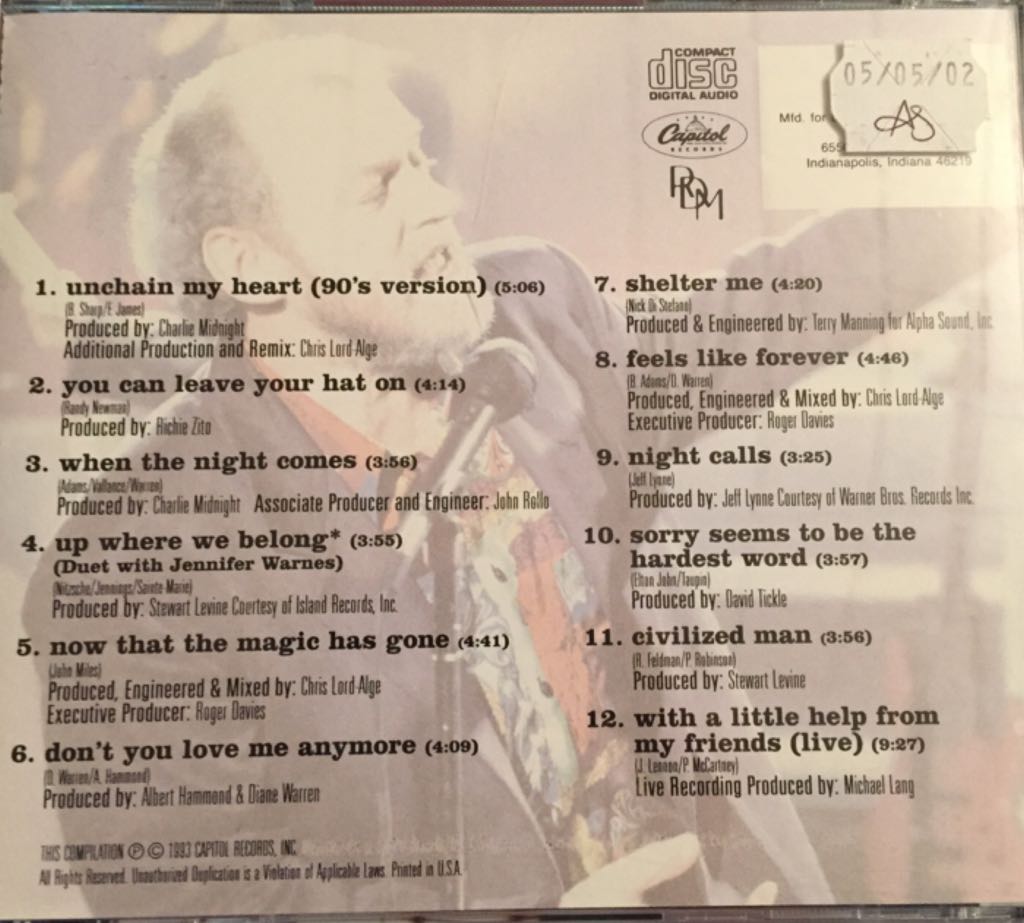 COMPACT
disc
DIGITAL AUDIO
Capitol
RECORDS
PRDM
05/05/02
AS
Mfd. for
655
Indianapolis, Indiana 46219
1. unchain my heart (90's version) (5:06)
(B. Sharp/F. James)
Produced by: Charlie Midnight
Additional Production and Remix: Chris Lord-Alge
2. you can leave your hat on (4:14)
(Randy Newman)
Produced by: Richie Zito
3. when the night comes (3:56)
(Adams/Vallance/Warren)
Produced by: Charlie Midnight Associate Producer and Engineer: John Rollo
4. up where we belong* (3:55)
(Duet with Jennifer Warnes)
(Nitzsche/Jennings/Sainte-Marie)
Produced by: Stewart Levine Courtesy of Island Records, Inc.
5. now that the magic has gone (4:41)
(John Miles)
Produced, Engineered & Mixed by: Chris Lord-Alge
Executive Producer: Roger Davies
6. don't you love me anymore (4:09)
(D. Warren/A. Hammond)
Produced by: Albert Hammond & Diane Warren
7. shelter me (4:20)
(Nick Di Stefano)
Produced & Engineered by: Terry Manning for Alpha Sound, Inc.
8. feels like forever (4:46)
(B. Adams/D. Warren)
Produced, Engineered & Mixed by: Chris Lord-Alge
Executive Producer: Roger Davies
9. night calls (3:25)
(Jeff Lynne)
Produced by: Jeff Lynne Courtesy of Warner Bros. Records Inc.
10. sorry seems to be the
hardest word (3:57)
(Elton John/Taupin)
Produced by: David Tickle
11. civilized man (3:56)
(R. Feldman/P. Robinson)
Produced by: Stewart Levine
12. with a little help from
my friends (live) (9:27)
(J. Lennon/P. McCartney)
Live Recording Produced by: Michael Lang
THIS COMPILATION ℗ © 1993 CAPITOL RECORDS, INC.
All Rights Reserved. Unauthorized Duplication is a Violation of Applicable Laws. Printed in U.S.A.